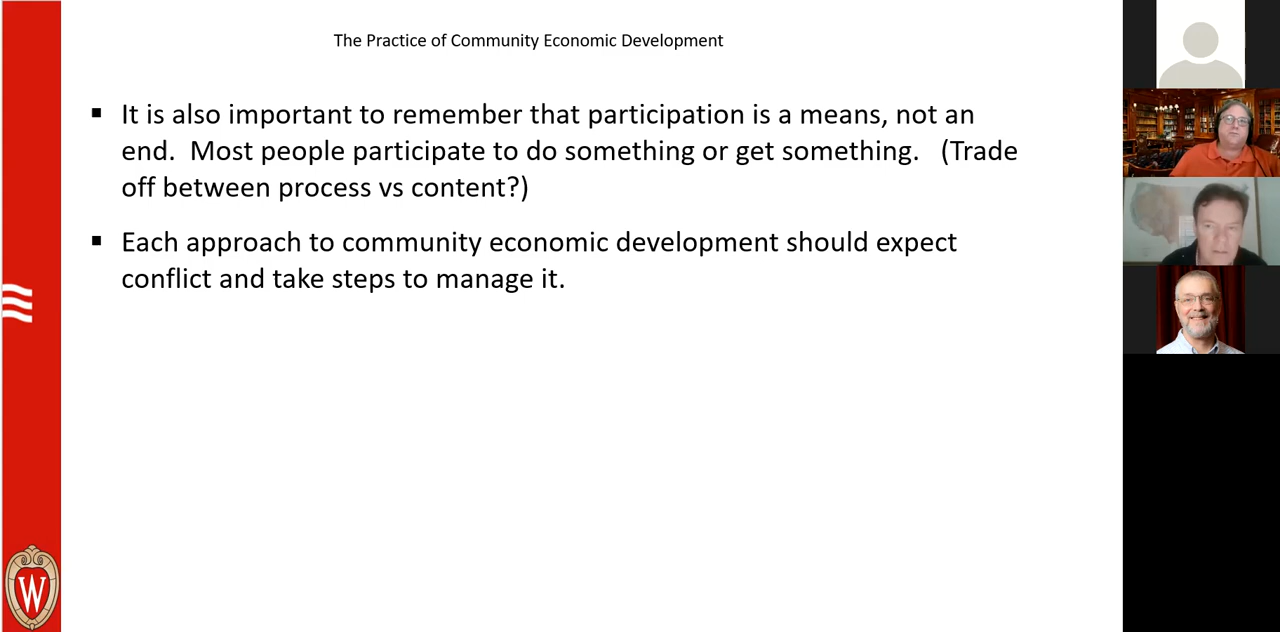 The Practice of Community Economic Development
▪ It is also important to remember that participation is a means, not an
end.  Most people participate to do something or get something.   (Trade
off between process vs content?)
▪ Each approach to community economic development should expect
conflict and take steps to manage it.
W